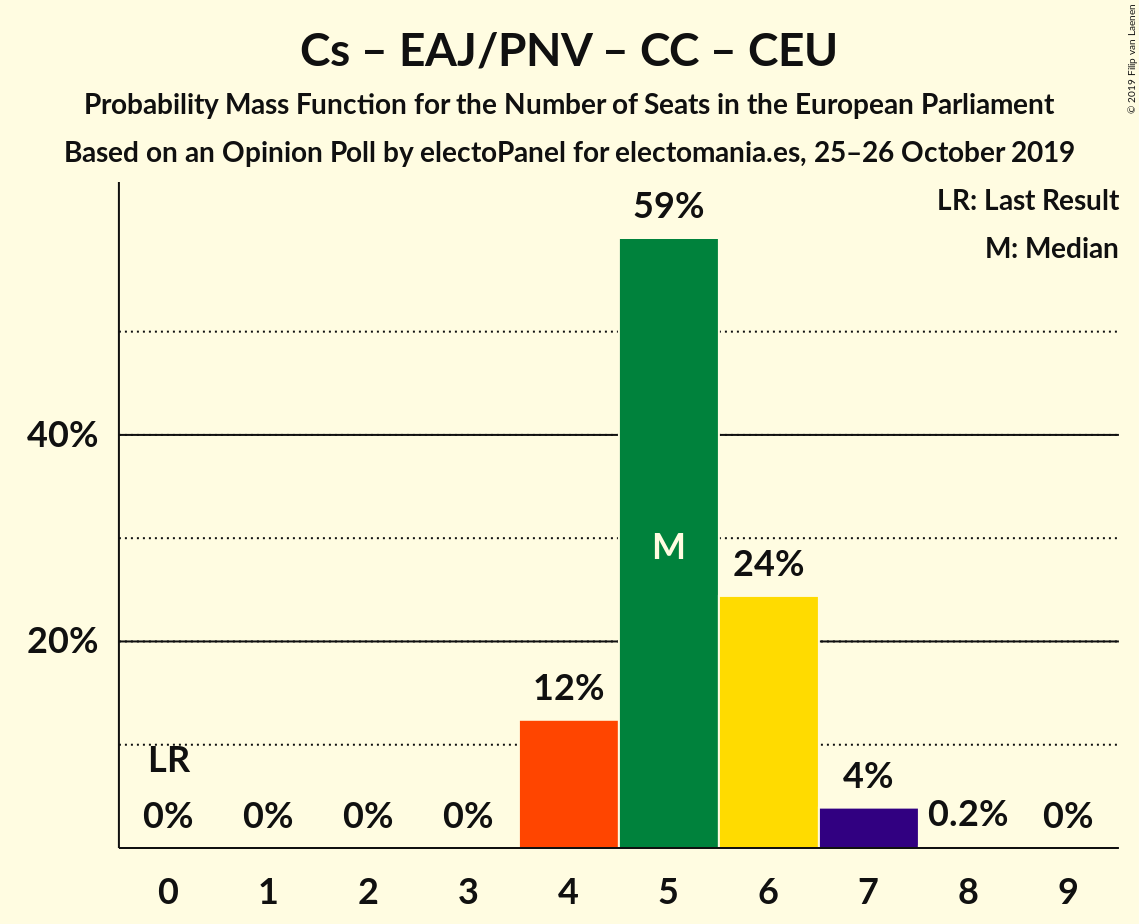 Cs – EAJ/PNV – CC – CEU
Probability Mass Function for the Number of Seats in the European Parliament
Based on an Opinion Poll by electoPanel for electomania.es, 25–26 October 2019
© 2019 Filip van Laenen
LR: Last Result
M: Median
59%
40%
M
24%
20%
12%
LR
4%
0% 0% 0% 0% 0.2% 0%
0 1 2 3 4 5 6 7 8 9